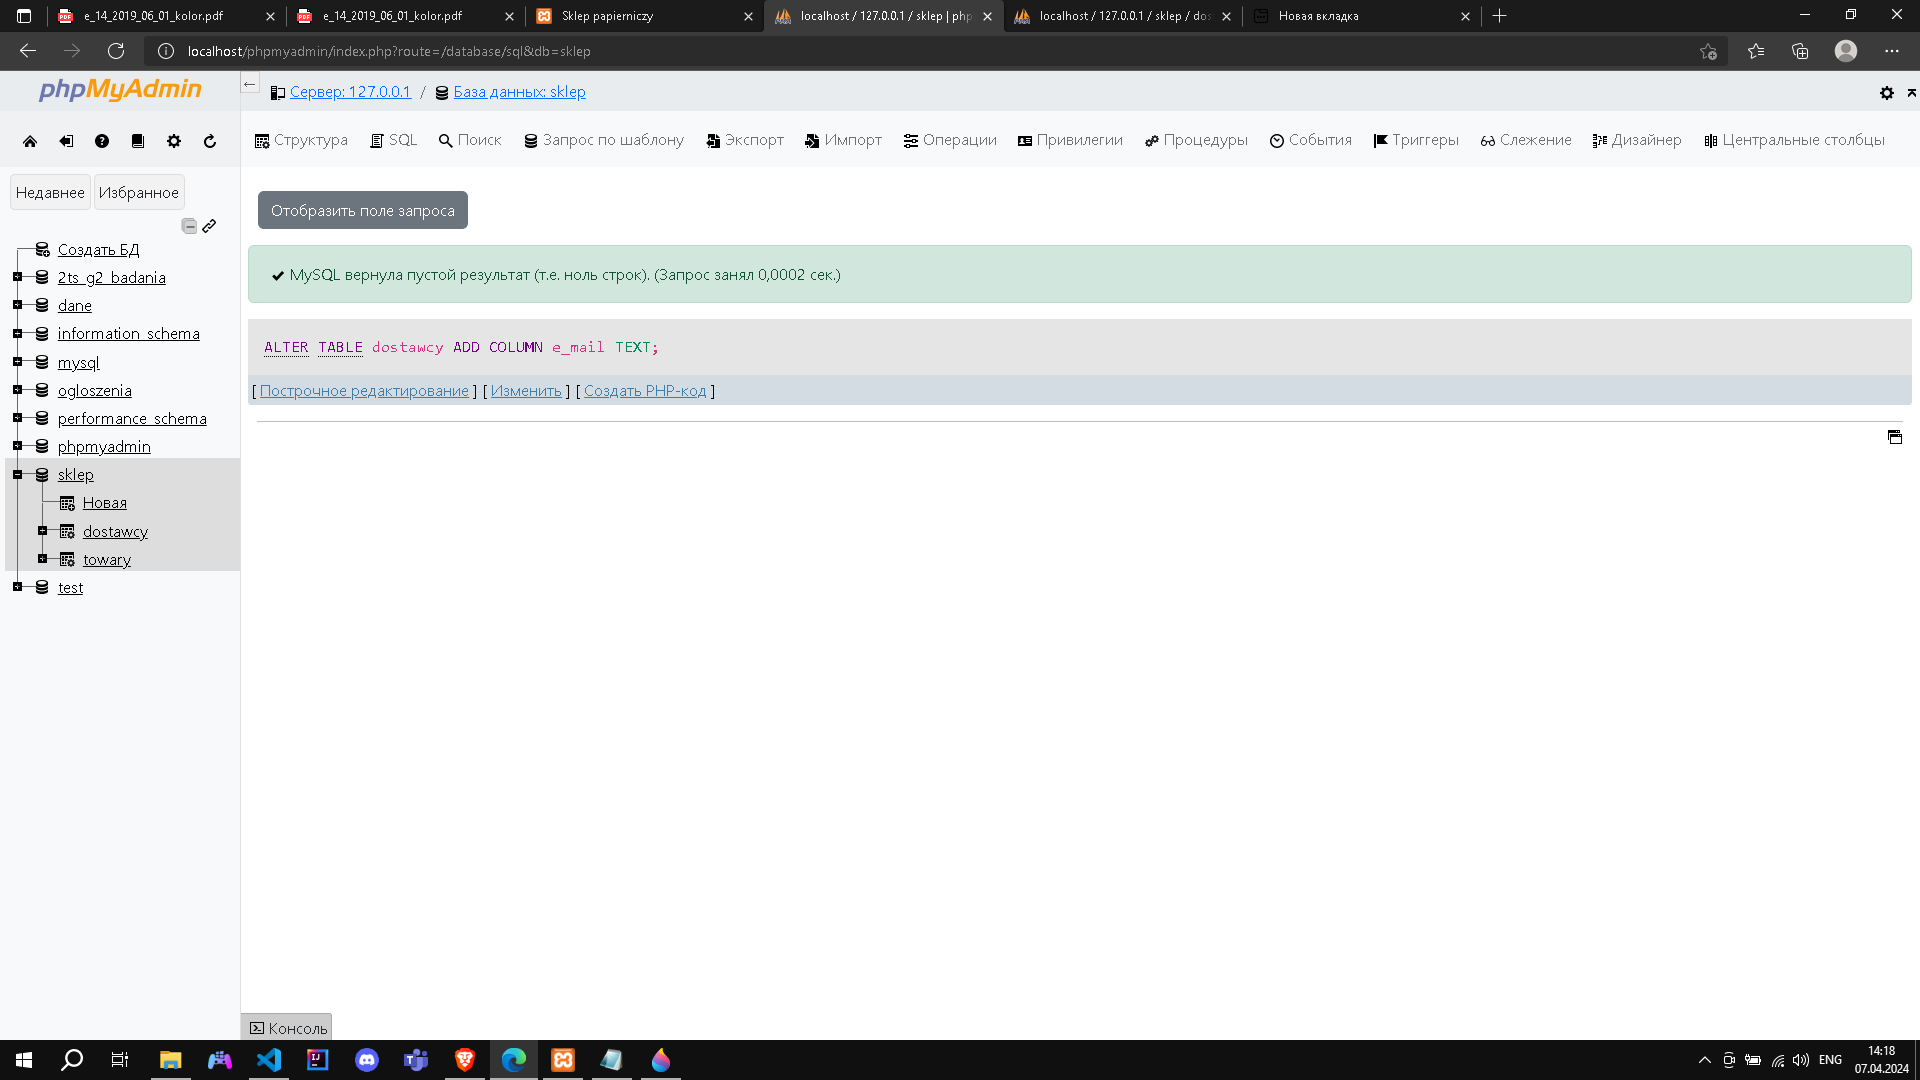 e_14_2019_06_01_kolor.pdf
e_14_2019_06_01_kolor.pdf
Sklep papierniczy
localhost / 127.0.0.1 / sklep | php
localhost / 127.0.0.1 / sklep / dos
Новая вкладка
localhost/phpmyadmin/index.php?route=/database/sql&db=sklep
phpMyAdmin
Сервер: 127.0.0.1 / База данных: sklep
Структура SQL Поиск Запрос по шаблону Экспорт Импорт Операции Привилегии Процедуры События Триггеры Слежение Дизайнер Центральные столбцы
Недавнее Избранное
Создать БД
2ts_g2_badania
dane
information_schema
mysql
ogloszenia
performance_schema
phpmyadmin
sklep
Новая
dostawcy
towary
test
Отобразить поле запроса
MySQL вернула пустой результат (т.е. ноль строк). (Запрос занял 0,0002 сек.)
ALTER TABLE dostawcy ADD COLUMN e_mail TEXT;
[ Построчное редактирование ] [ Изменить ] [ Создать PHP-код ]
Консоль
ENG
14:18
07.04.2024